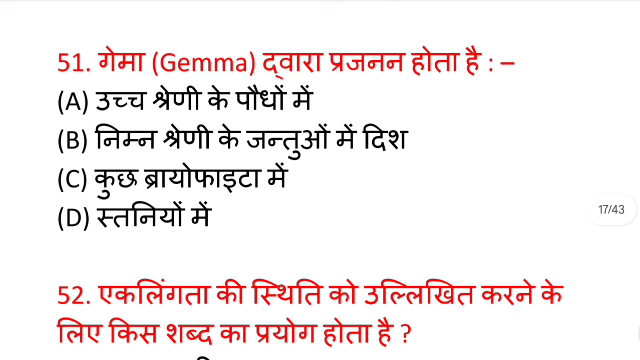 51. गेमा (Gemma) द्वारा प्रजनन होता है : –
(A) उच्च श्रेणी के पौधों में
(B) निम्न श्रेणी के जन्तुओं में दिश
(C) कुछ ब्रायोफाइटा में
17/43
(D) स्तनियों में
52. एकलिंगता की स्थिति को उल्लिखित करने के
लिए किस शब्द का प्रयोग होता है ?